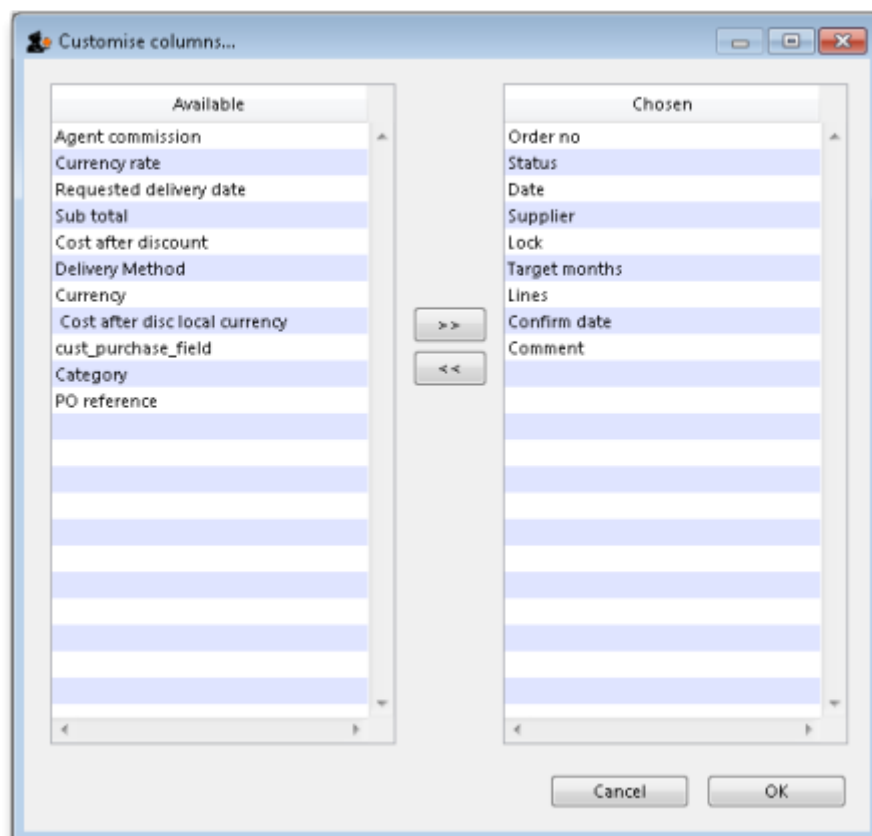 Customise columns...
Available
Agent commission
Currency rate
Requested delivery date
Sub total
Cost after discount
Delivery Method
Currency
Cost after disc local currency
cust_purchase_field
Category
PO reference
>>
<<
Chosen
Order no
Status
Date
Supplier
Lock
Target months
Lines
Confirm date
Comment
Cancel
OK